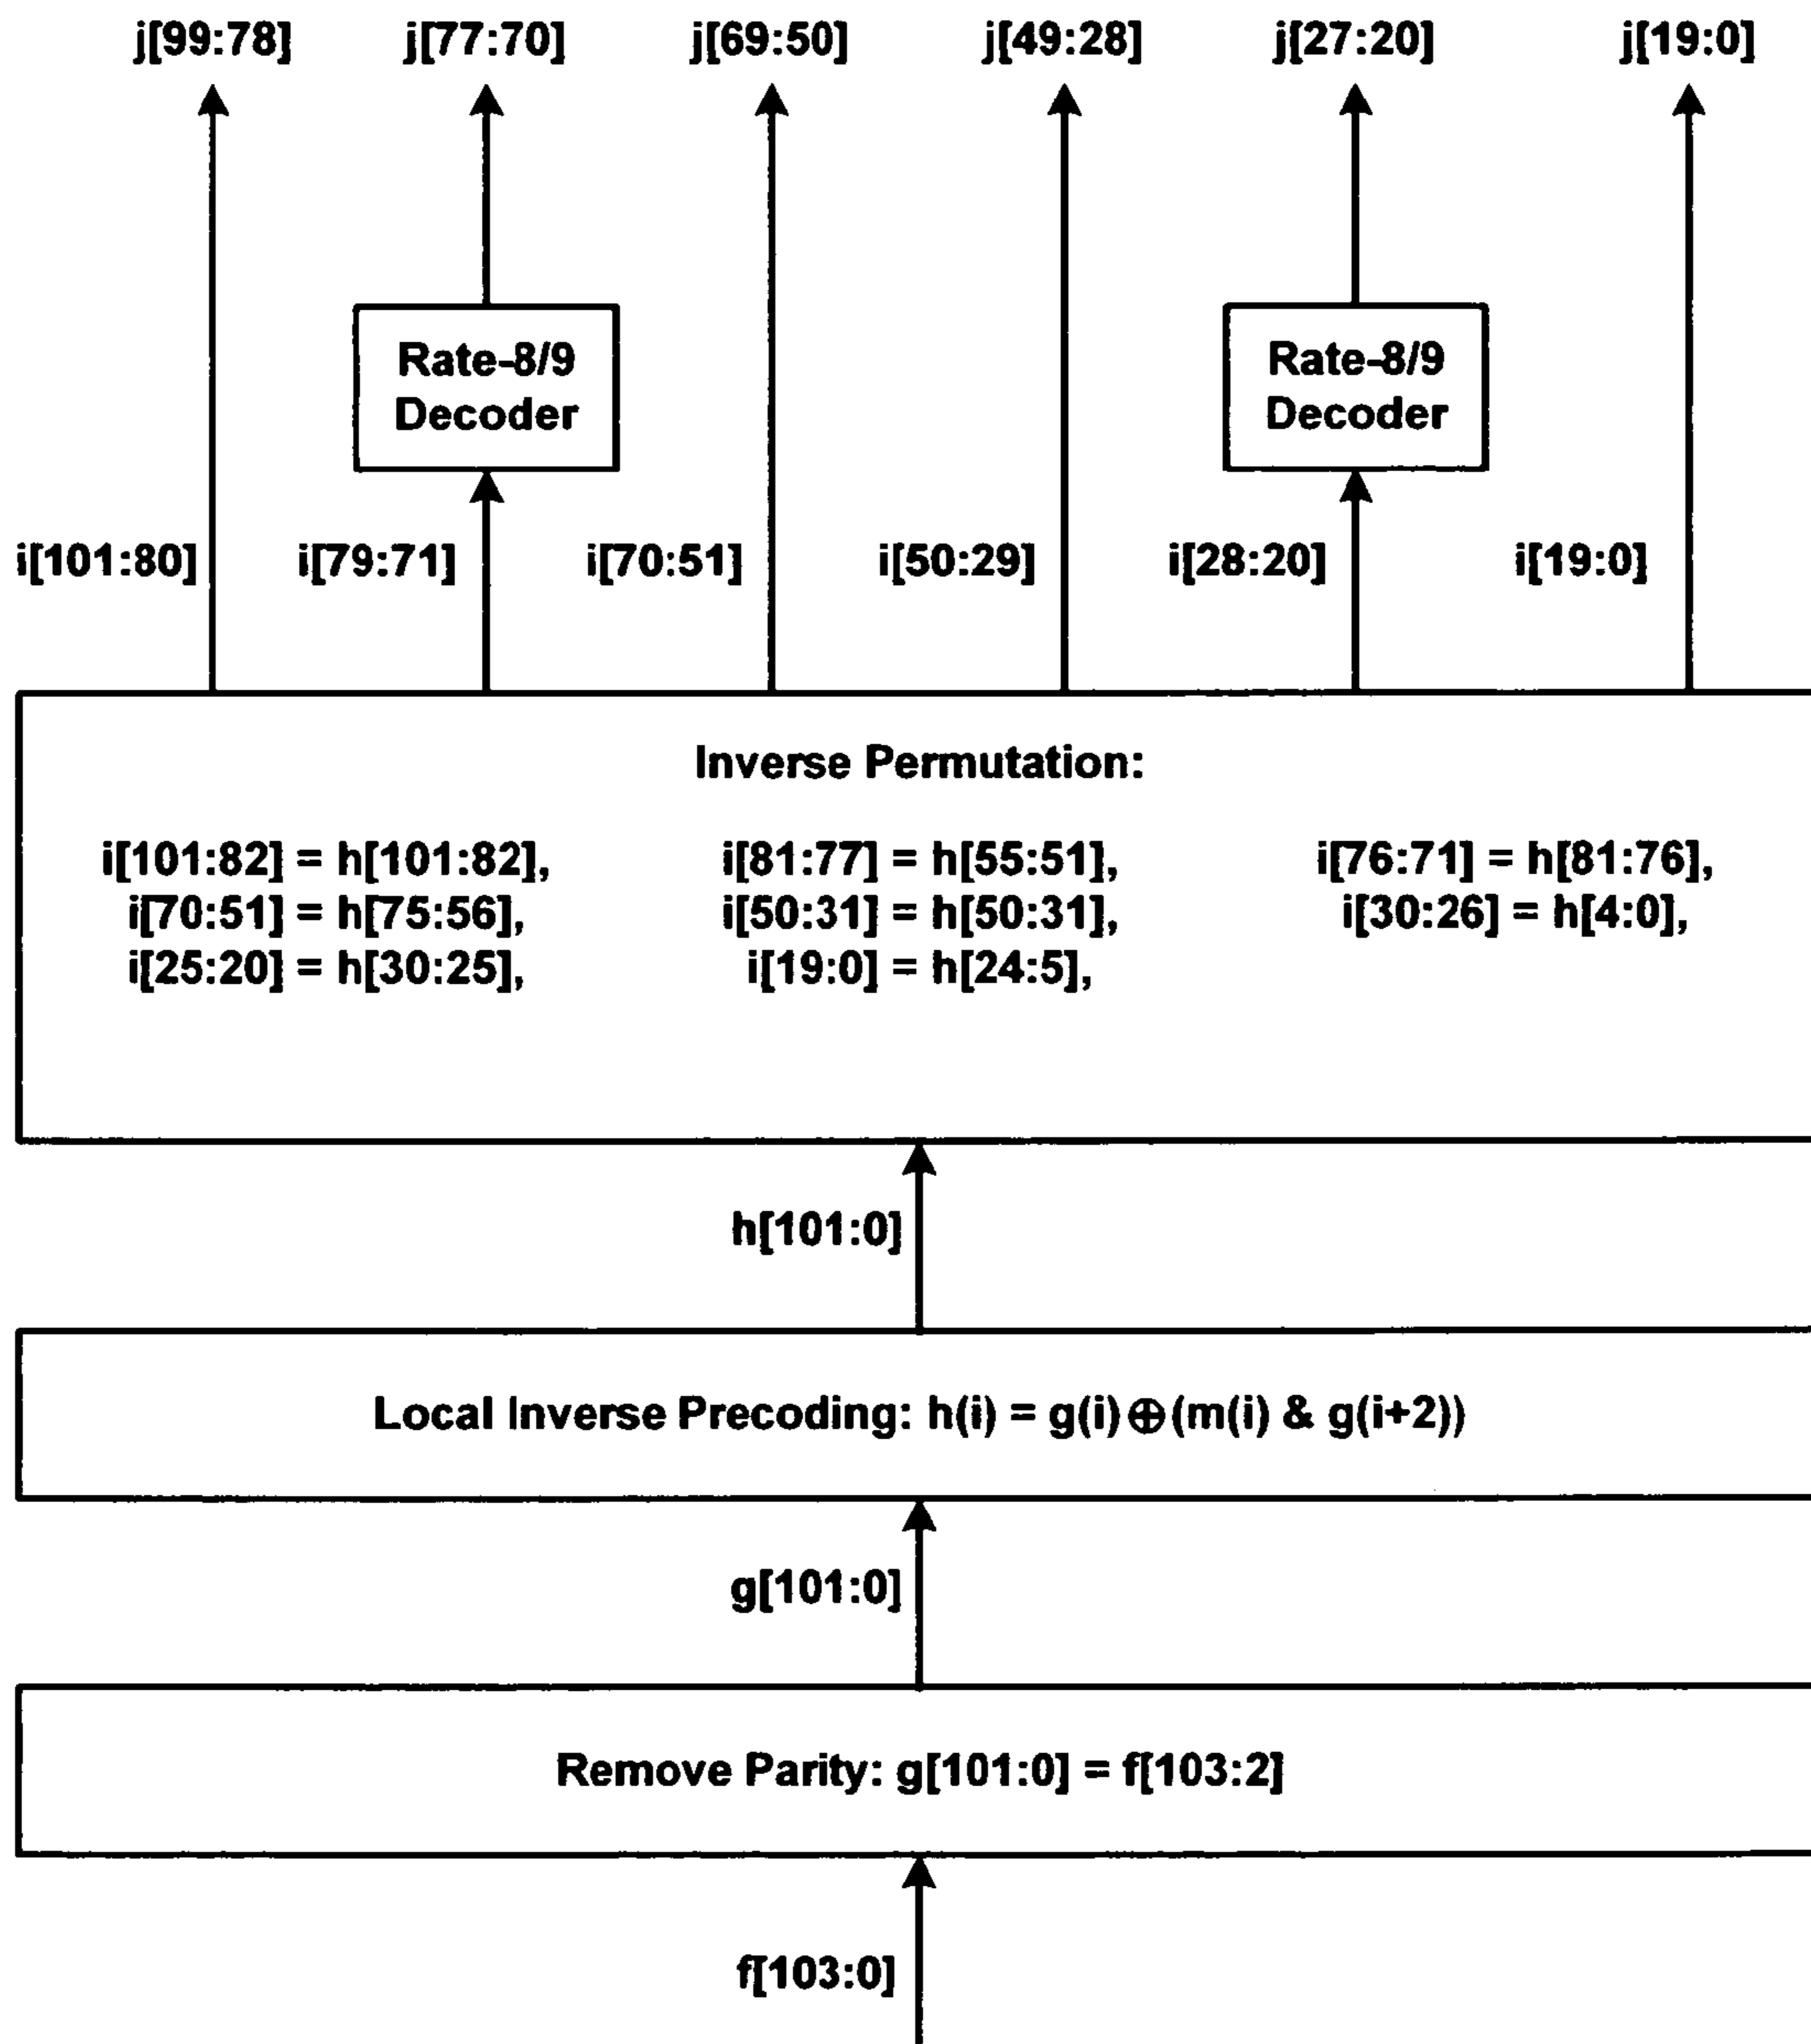 j[99:78] j[77:70] j[69:50] j[49:28] j[27:20] j[19:0]
Rate-8/9 Decoder
Rate-8/9 Decoder
i[101:80] i[79:71] i[70:51] i[50:29] i[28:20] i[19:0]
Inverse Permutation:
i[101:82] = h[101:82], i[81:77] = h[55:51], i[76:71] = h[81:76],
i[70:51] = h[75:56], i[50:31] = h[50:31], i[30:26] = h[4:0],
i[25:20] = h[30:25], i[19:0] = h[24:5],
h[101:0]
Local Inverse Precoding: h(i) = g(i)⊕(m(i) & g(i+2))
g[101:0]
Remove Parity: g[101:0] = f[103:2]
f[103:0]